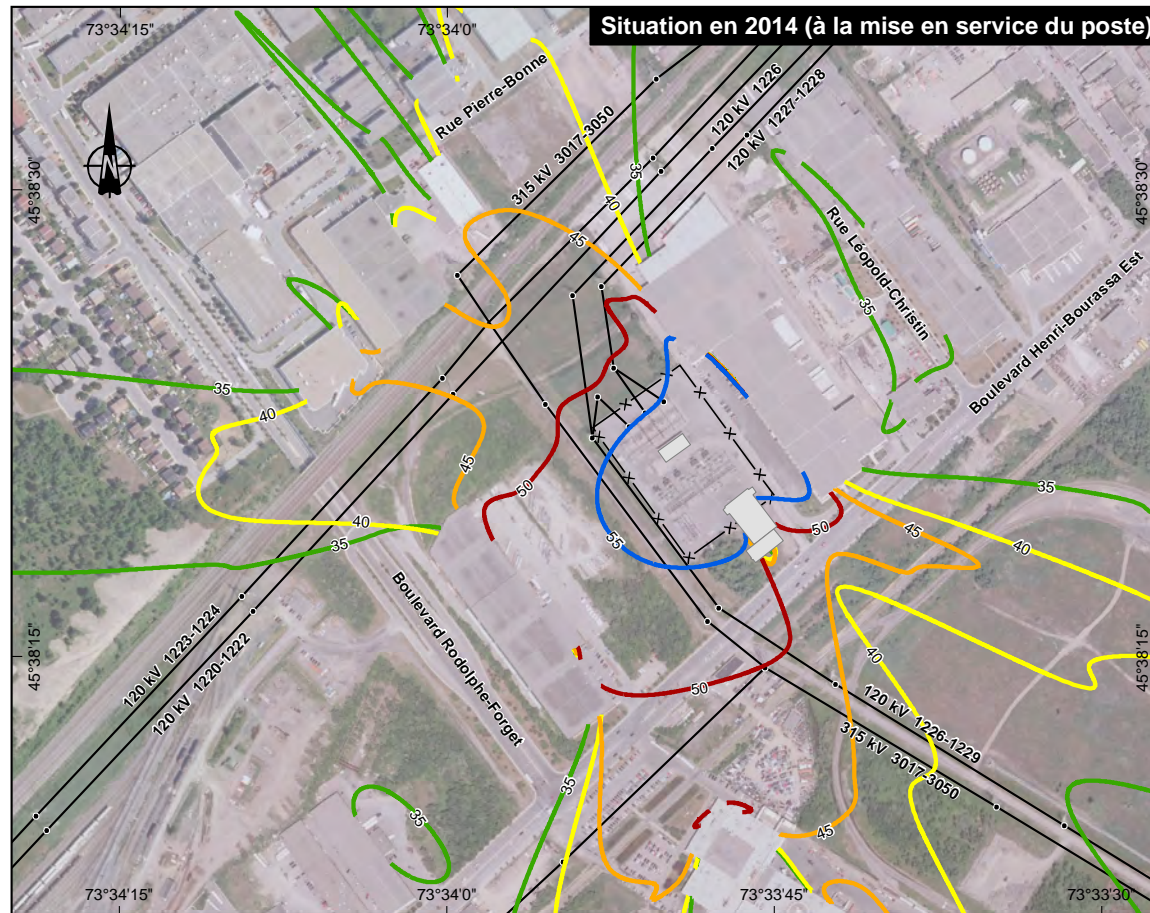 Situation en 2014 (à la mise en service du poste)
73°34'15"
73°34'0"
N
45°38'30"
45°38'30"
Rue Pierre-Bonne
315 kV 3017-3050
120 kV 1226
120 kV 1227-1228
35
40
45
Rue Léopold-Christin
35
Boulevard Henri-Bourassa Est
35
40
45
50
55
50
35
45
40
40
35
45°38'15"
45°38'15"
120 kV 1223-1224
120 kV 1220-1222
Boulevard Rodolphe-Forget
40
50
120 kV 1226-1229
315 kV 3017-3050
35
35
45
73°34'15"
73°34'0"
73°33'45"
73°33'30"